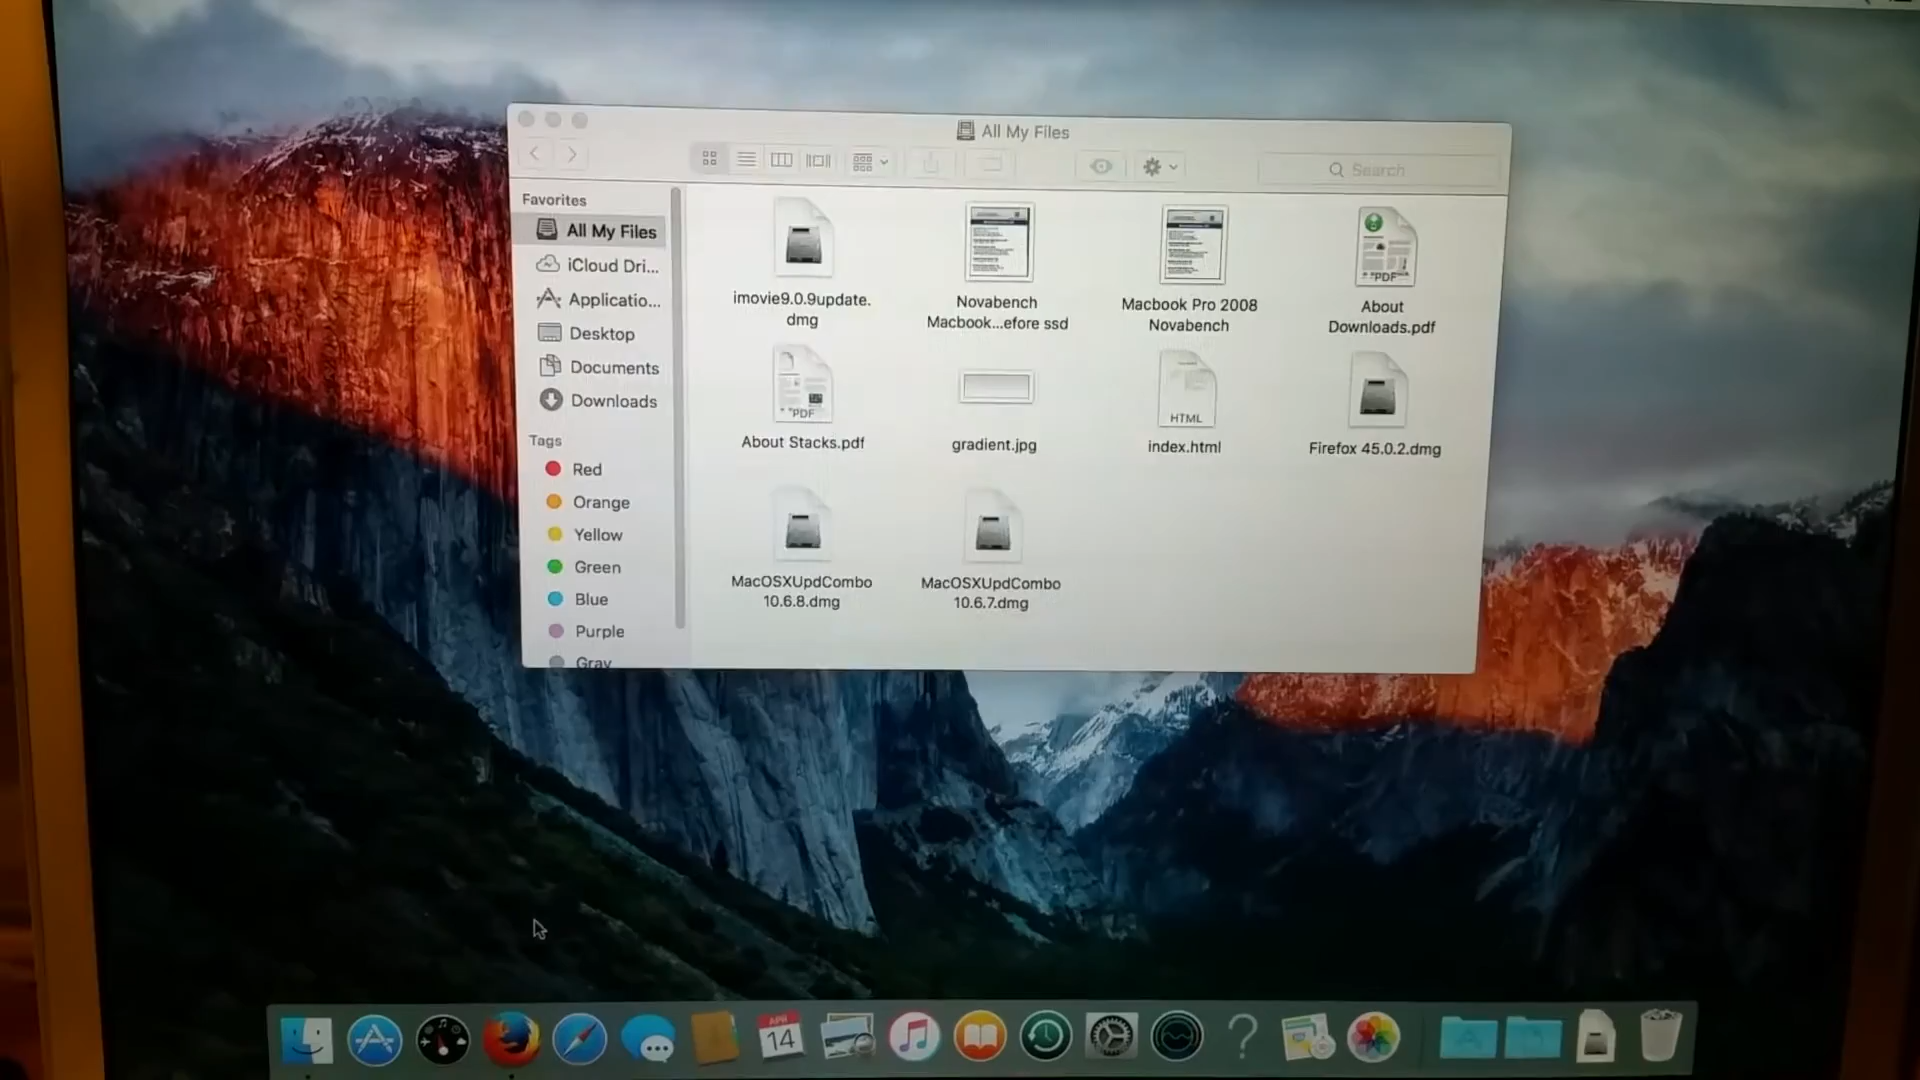 All My Files
Search
Favorites
All My Files
iCloud Dri...
Applicatio...
Desktop
Documents
Downloads
Tags
Red
Orange
Yellow
Green
Blue
Purple
Gray
imovie9.0.9update.
dmg
Novabench
Macbook...efore ssd
Macbook Pro 2008
Novabench
PDF
About
Downloads.pdf
PDF
About Stacks.pdf
gradient.jpg
HTML
index.html
Firefox 45.0.2.dmg
MacOSXUpdCombo
10.6.8.dmg
MacOSXUpdCombo
10.6.7.dmg
APR
14
?